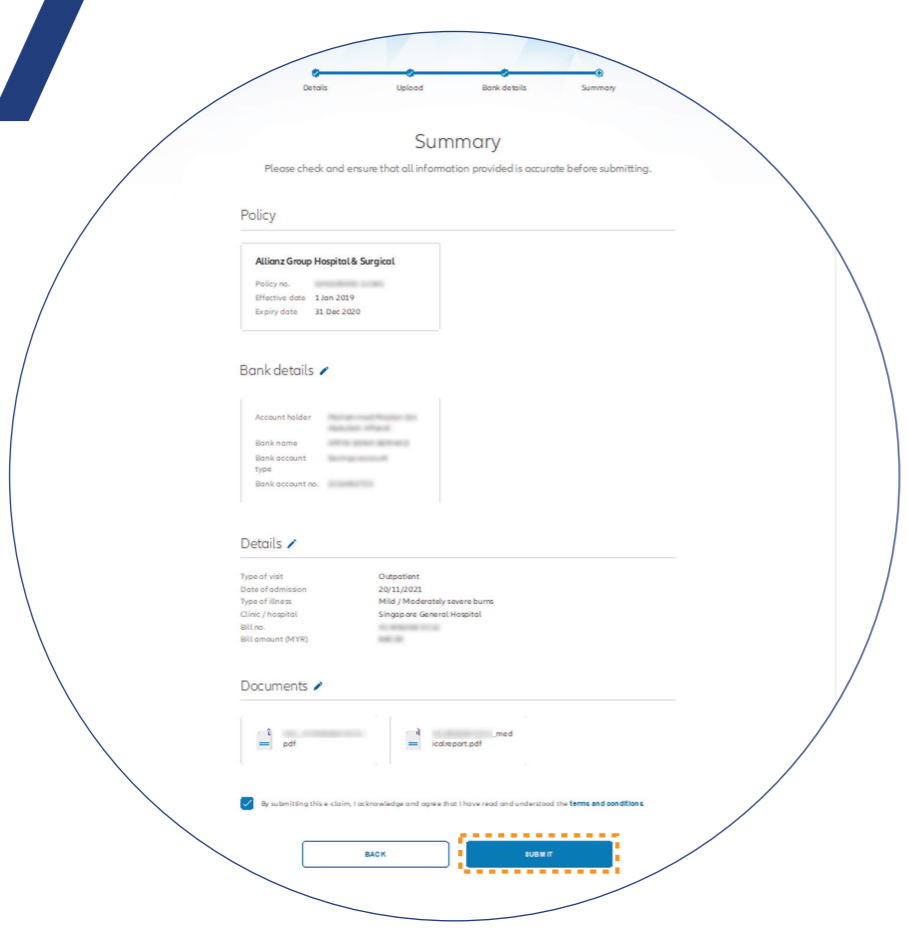 Details Upload Bank details Summary
Summary
Please check and ensure that all information provided is accurate before submitting.
Policy
Allianz Group Hospital & Surgical
Policy no.
Effective date 1 Jan 2019
Expiry date 31 Dec 2020
Bank details
Account holder
Bank name
Bank account
type
Bank account no.
Details
Type of visit Outpatient
Date of admission 20/11/2021
Type of illness Mild / Moderately severe burns
Clinic / hospital Singapore General Hospital
Bill no.
Bill amount (MYR)
Documents
pdf
_med
icalreport.pdf
By submitting this e-claim, I acknowledge and agree that I have read and understood the terms and conditions.
BACK SUBMIT